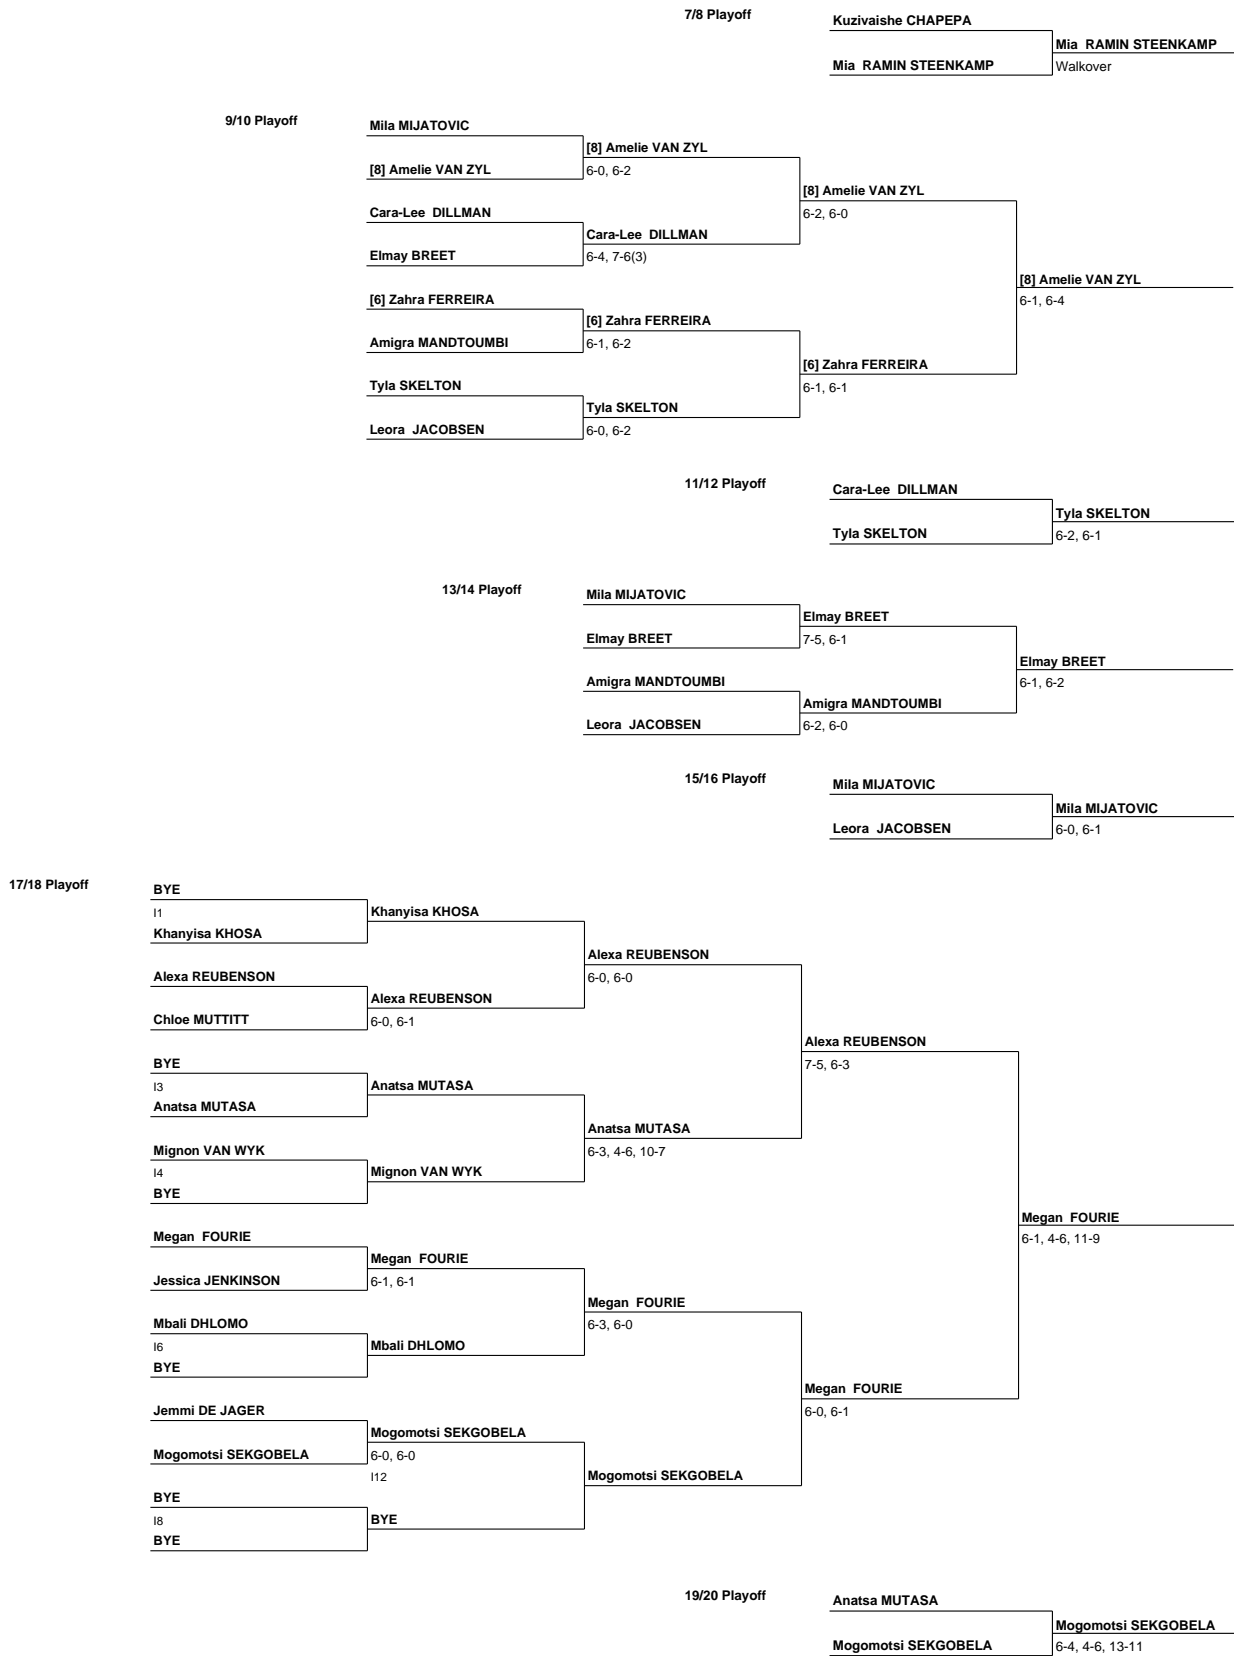 7/8 Playoff
Kuzivaishe CHAPEPA
Mia RAMIN STEENKAMP
Mia RAMIN STEENKAMP
Walkover
9/10 Playoff
Mila MIJATOVIC
[8] Amelie VAN ZYL
[8] Amelie VAN ZYL
6-0, 6-2
[8] Amelie VAN ZYL
6-2, 6-0
Cara-Lee DILLMAN
Cara-Lee DILLMAN
Elmay BREET
6-4, 7-6(3)
[8] Amelie VAN ZYL
6-1, 6-4
[6] Zahra FERREIRA
[6] Zahra FERREIRA
Amigra MANDTOUMBI
6-1, 6-2
[6] Zahra FERREIRA
6-1, 6-1
Tyla SKELTON
Tyla SKELTON
Leora JACOBSEN
6-0, 6-2
11/12 Playoff
Cara-Lee DILLMAN
Tyla SKELTON
Tyla SKELTON
6-2, 6-1
13/14 Playoff
Mila MIJATOVIC
Elmay BREET
Elmay BREET
7-5, 6-1
Elmay BREET
6-1, 6-2
Amigra MANDTOUMBI
Amigra MANDTOUMBI
Leora JACOBSEN
6-2, 6-0
15/16 Playoff
Mila MIJATOVIC
Mila MIJATOVIC
Leora JACOBSEN
6-0, 6-1
17/18 Playoff
BYE
I1
Khanyisa KHOSA
Khanyisa KHOSA
Alexa REUBENSON
6-0, 6-0
Alexa REUBENSON
Alexa REUBENSON
Chloe MUTTITT
6-0, 6-1
Alexa REUBENSON
7-5, 6-3
BYE
I3
Anatsa MUTASA
Anatsa MUTASA
Anatsa MUTASA
6-3, 4-6, 10-7
Mignon VAN WYK
I4
Mignon VAN WYK
BYE
Megan FOURIE
6-1, 4-6, 11-9
Megan FOURIE
Megan FOURIE
Jessica JENKINSON
6-1, 6-1
Megan FOURIE
6-3, 6-0
Mbali DHLOMO
I6
Mbali DHLOMO
BYE
Megan FOURIE
6-0, 6-1
Jemmi DE JAGER
Mogomotsi SEKGOBELA
Mogomotsi SEKGOBELA
6-0, 6-0
I12
Mogomotsi SEKGOBELA
BYE
I8
BYE
BYE
19/20 Playoff
Anatsa MUTASA
Mogomotsi SEKGOBELA
Mogomotsi SEKGOBELA
6-4, 4-6, 13-11